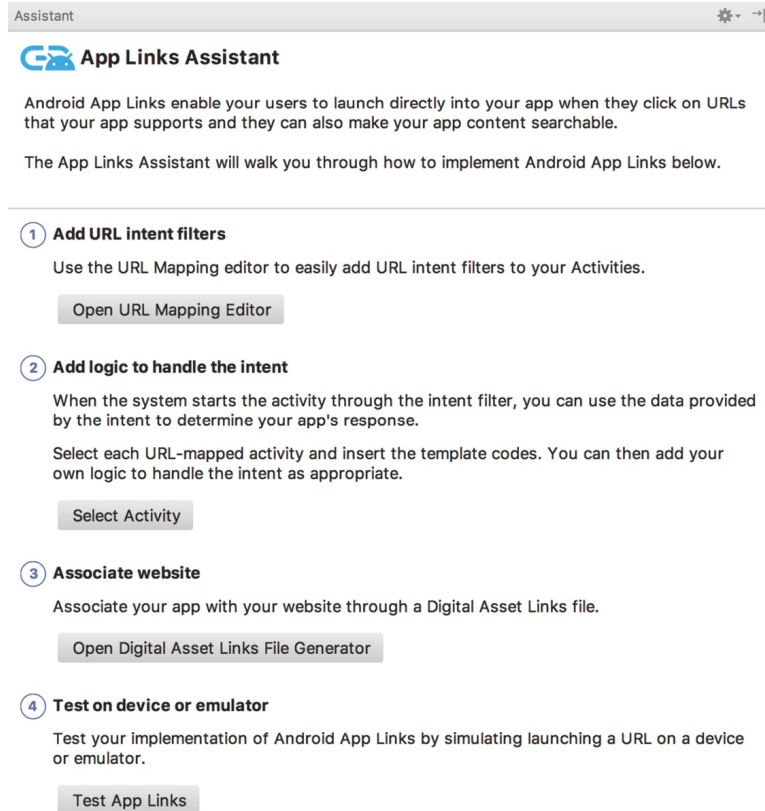 Assistant
App Links Assistant
Android App Links enable your users to launch directly into your app when they click on URLs
that your app supports and they can also make your app content searchable.
The App Links Assistant will walk you through how to implement Android App Links below.
1 Add URL intent filters
Use the URL Mapping editor to easily add URL intent filters to your Activities.
Open URL Mapping Editor
2 Add logic to handle the intent
When the system starts the activity through the intent filter, you can use the data provided
by the intent to determine your app's response.
Select each URL-mapped activity and insert the template codes. You can then add your
own logic to handle the intent as appropriate.
Select Activity
3 Associate website
Associate your app with your website through a Digital Asset Links file.
Open Digital Asset Links File Generator
4 Test on device or emulator
Test your implementation of Android App Links by simulating launching a URL on a device
or emulator.
Test App Links